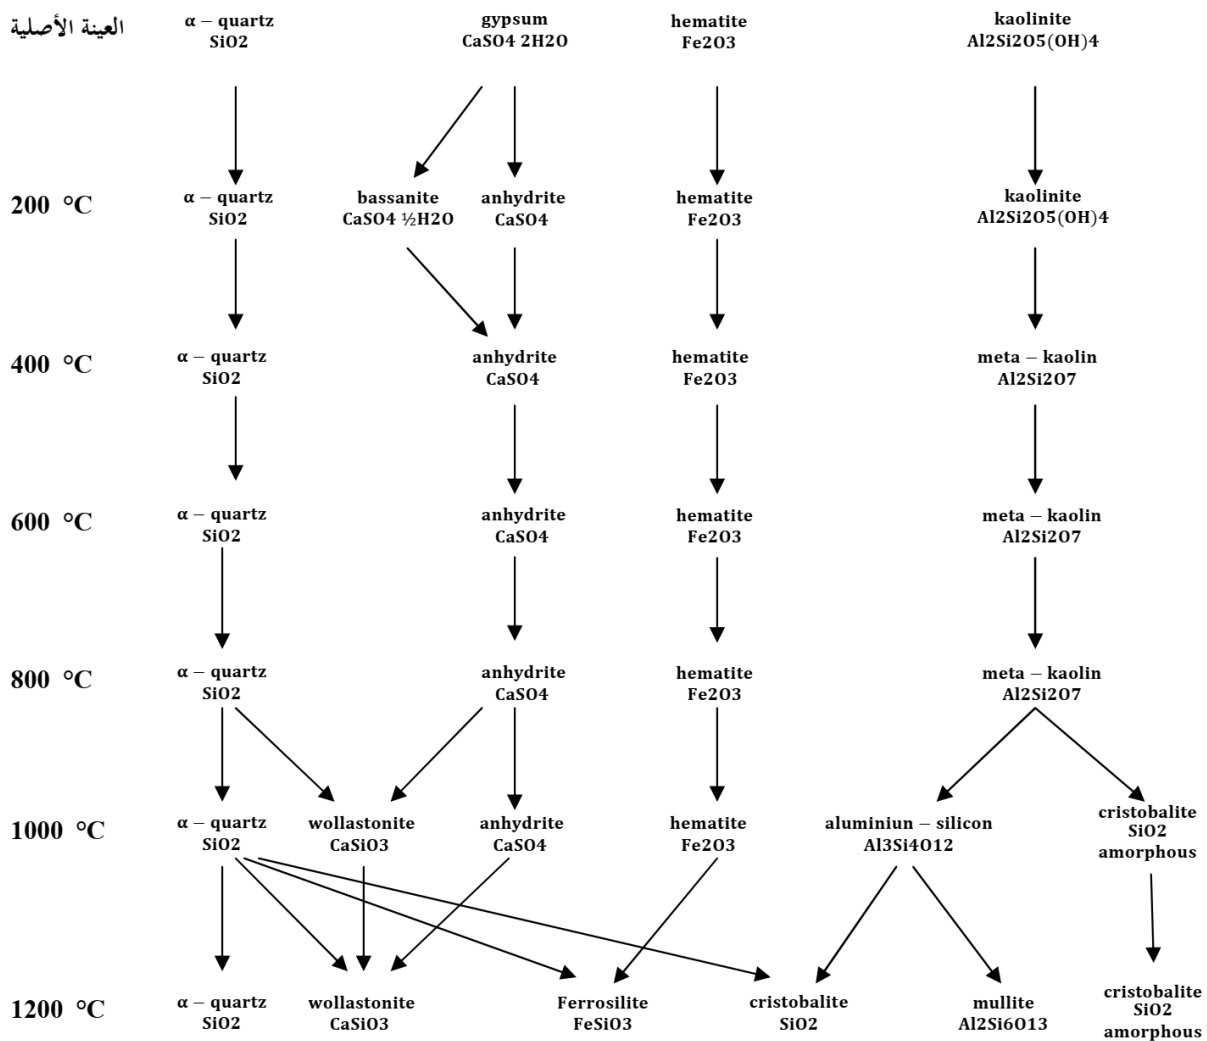 العينة الأصلية
α – quartz
SiO2
gypsum
CaSO4 2H2O
hematite
Fe2O3
kaolinite
Al2Si2O5(OH)4
200 °C
α – quartz
SiO2
bassanite
CaSO4 ½H2O
anhydrite
CaSO4
hematite
Fe2O3
kaolinite
Al2Si2O5(OH)4
400 °C
α – quartz
SiO2
anhydrite
CaSO4
hematite
Fe2O3
meta – kaolin
Al2Si2O7
600 °C
α – quartz
SiO2
anhydrite
CaSO4
hematite
Fe2O3
meta – kaolin
Al2Si2O7
800 °C
α – quartz
SiO2
anhydrite
CaSO4
hematite
Fe2O3
meta – kaolin
Al2Si2O7
1000 °C
α – quartz
SiO2
wollastonite
CaSiO3
anhydrite
CaSO4
hematite
Fe2O3
aluminiun – silicon
Al3Si4O12
cristobalite
SiO2
amorphous
1200 °C
α – quartz
SiO2
wollastonite
CaSiO3
Ferrosilite
FeSiO3
cristobalite
SiO2
mullite
Al2Si6O13
cristobalite
SiO2
amorphous